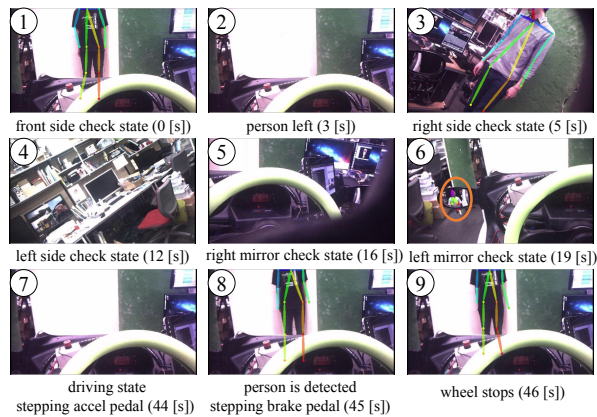 1
2
3
front side check state (0 [s])
person left (3 [s])
right side check state (5 [s])
4
5
6
left side check state (12 [s])
right mirror check state (16 [s])
left mirror check state (19 [s])
7
8
9
driving state
stepping accel pedal (44 [s])
person is detected
stepping brake pedal (45 [s])
wheel stops (46 [s])